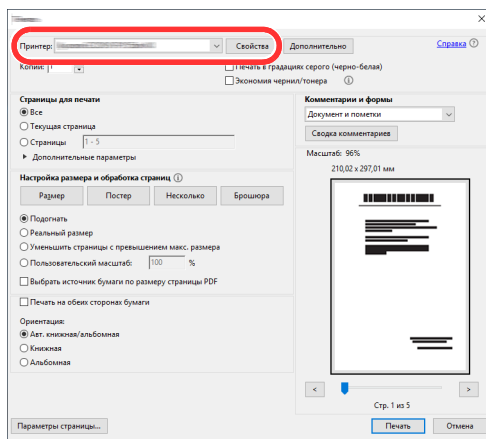 Принтер: Свойства Дополнительно Справка
Копий: 1 Печать в градациях серого (черно-белая)
Экономия чернил/тонера
Страницы для печати Комментарии и формы
Все Документ и пометки
Текущая страница
Страницы 1 - 5 Сводка комментариев
Дополнительные параметры Масштаб: 96%
Настройка размера и обработка страниц 210,02 x 297,01 мм
Размер Постер Несколько Брошюра
Подогнать
Реальный размер
Уменьшить страницы с превышением макс. размера
Пользовательский масштаб: 100 %
Выбрать источник бумаги по размеру страницы PDF
Печать на обеих сторонах бумаги
Ориентация:
Авт. книжная/альбомная
Книжная
Альбомная
< >
Стр. 1 из 5
Параметры страницы... Печать Отмена